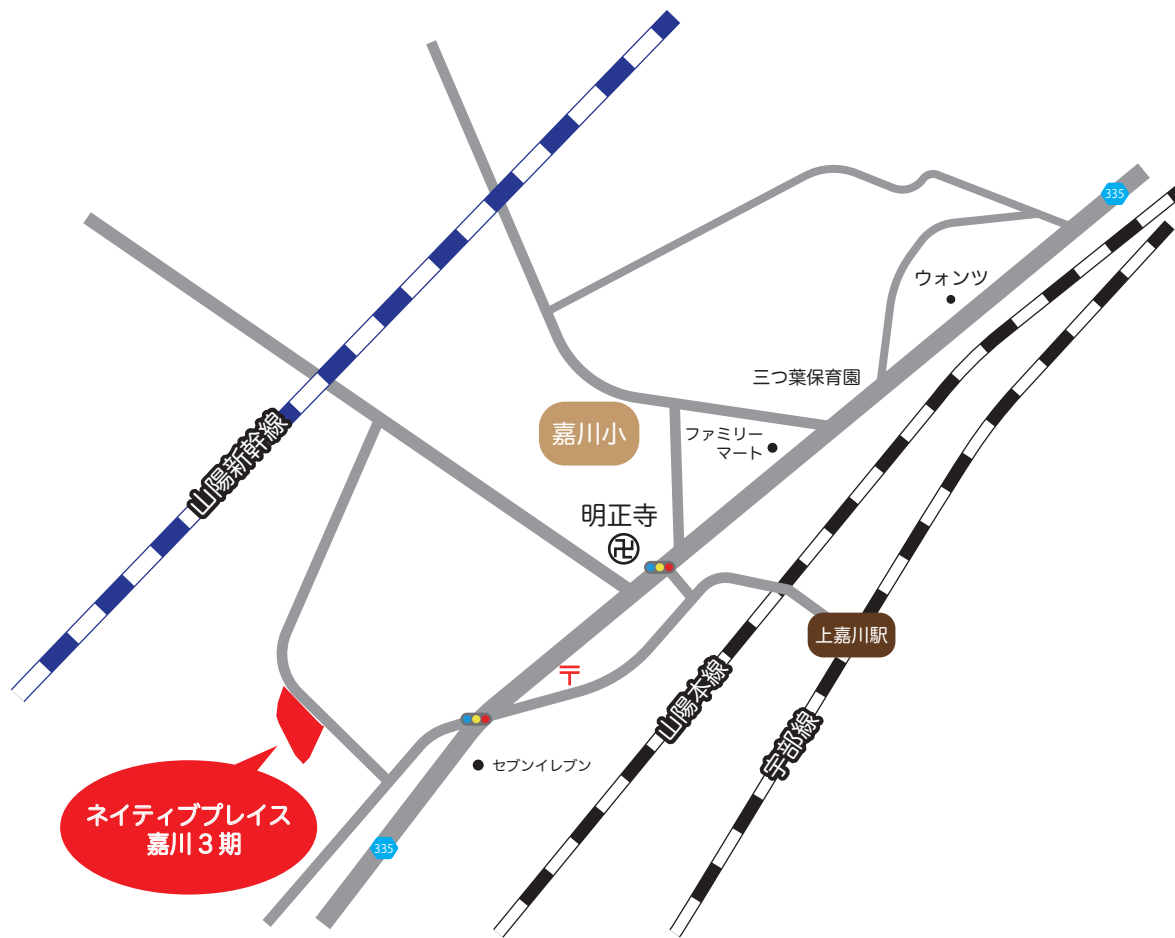 335
ウォンツ
三つ葉保育園
嘉川小
ファミリー
マート
山陽新幹線
明正寺
卍
上嘉川駅
〒
山陽本線
宇部線
セブンイレブン
ネイティブプレイス
嘉川3期
335